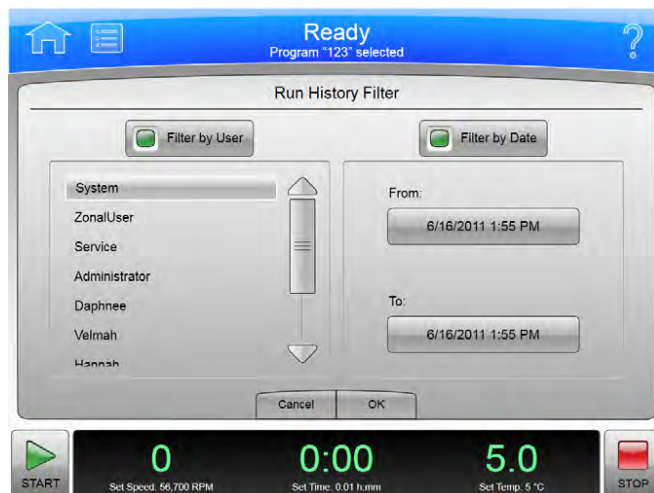 Ready
Program "123" selected
?
Run History Filter
Filter by User
Filter by Date
System
ZonalUser
Service
Administrator
Daphnee
Velmah
Hannah
From:
6/16/2011 1:55 PM
To:
6/16/2011 1:55 PM
Cancel
OK
START
0
Set Speed: 56,700 RPM
0:00
Set Time: 0.01 h:mm
5.0
Set Temp: 5 °C
STOP